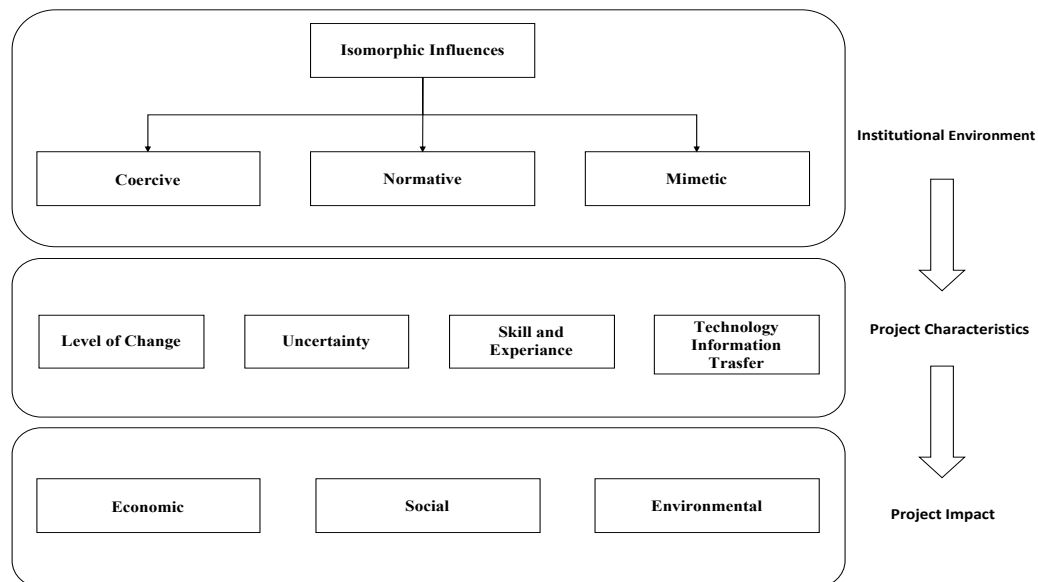 Isomorphic Influences
Institutional Environment
Coercive
Normative
Mimetic
Level of Change
Uncertainty
Skill and
Experiance
Technology
Information
Trasfer
Project Characteristics
Economic
Social
Environmental
Project Impact